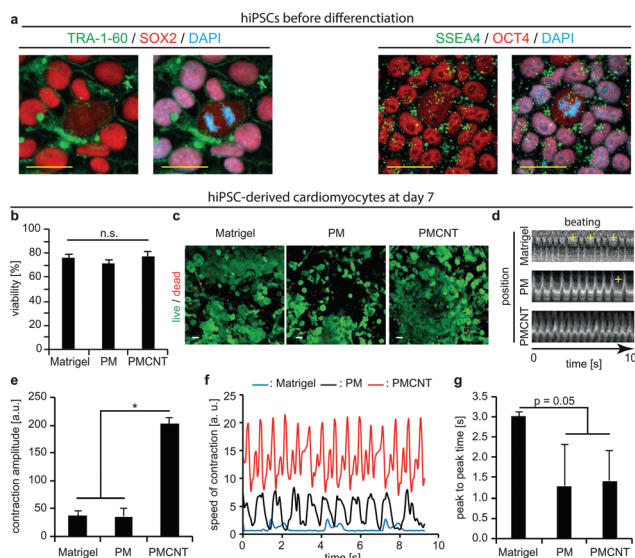 hiPSCs before differenctiation
a
TRA-1-60 / SOX2 / DAPI
SSEA4 / OCT4 / DAPI
hiPSC-derived cardiomyocytes at day 7
b
n.s.
viability [%]
100
80
60
40
20
0
Matrigel PM PMCNT
c
Matrigel PM PMCNT
live / dead
d
beating
position
Matrigel
PM
PMCNT
+ + +
+
0 10
time [s]
e
contraction amplitude [a.u.]
250
200
150
100
50
0
*
Matrigel PM PMCNT
f
: Matrigel : PM : PMCNT
speed of contraction [a. u.]
25
20
15
10
5
0
0 2 4 6 8 10
time [s]
g
p = 0.05
peak to peak time [s]
3.5
3.0
2.5
2.0
1.5
1.0
0.5
0
Matrigel PM PMCNT